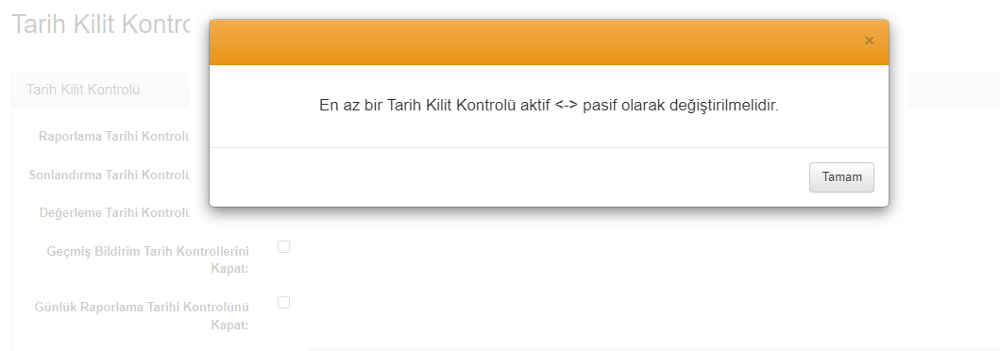 Tarih Kilit Kontro
×
Tarih Kilit Kontrolü
En az bir Tarih Kilit Kontrolü aktif <-> pasif olarak değiştirilmelidir.
Raporlama Tarihi Kontrolü
Sonlandırma Tarihi Kontrolü
Tamam
Değerleme Tarihi Kontrolü
Geçmiş Bildirim Tarih Kontrollerini
Kapat:
Günlük Raporlama Tarihi Kontrolünü
Kapat: